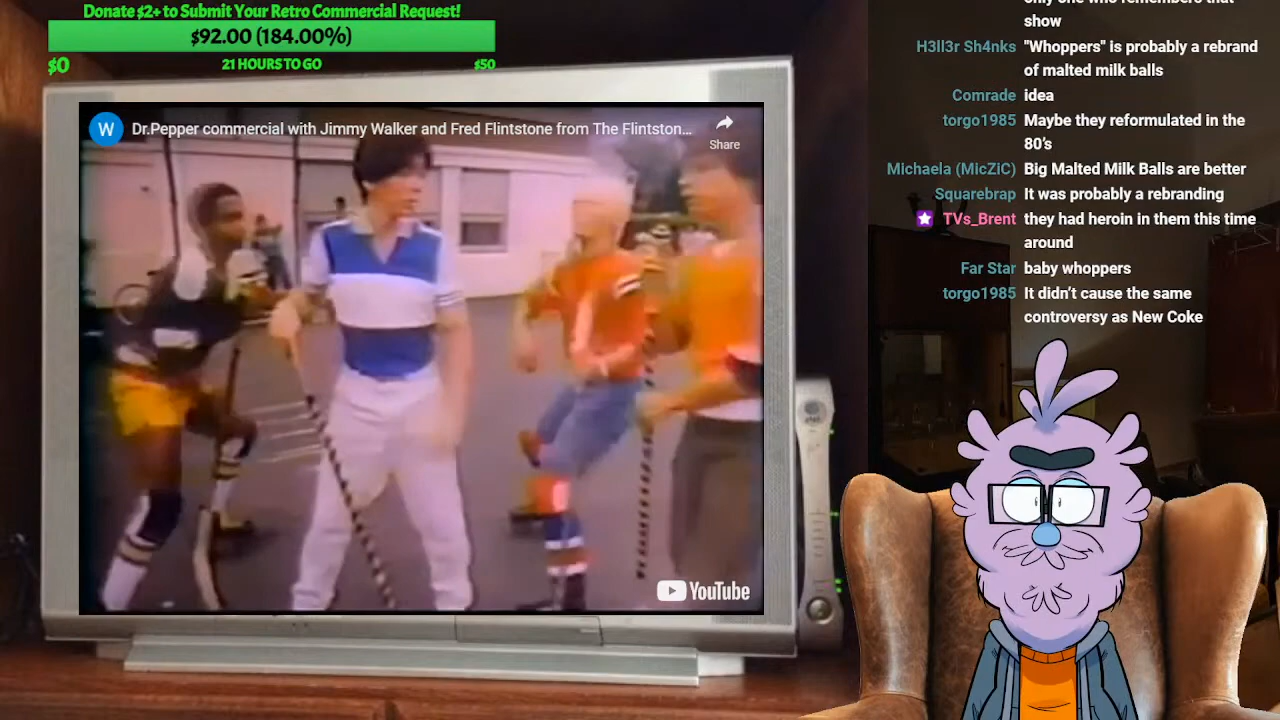 Donate $2+ to Submit Your Retro Commercial Request!
$92.00 (184.00%)
$0
21 HOURS TO GO
$50
W
Dr.Pepper commercial with Jimmy Walker and Fred Flintstone from The Flintston...
Share
YouTube
only one who remembers that
show
H3ll3r Sh4nks "Whoppers" is probably a rebrand
of malted milk balls
Comrade idea
torgo1985 Maybe they reformulated in the
80's
Michaela (MicZiC) Big Malted Milk Balls are better
Squarebrap It was probably a rebranding
TVs_Brent they had heroin in them this time
around
Far Star baby whoppers
torgo1985 It didn't cause the same
controversy as New Coke